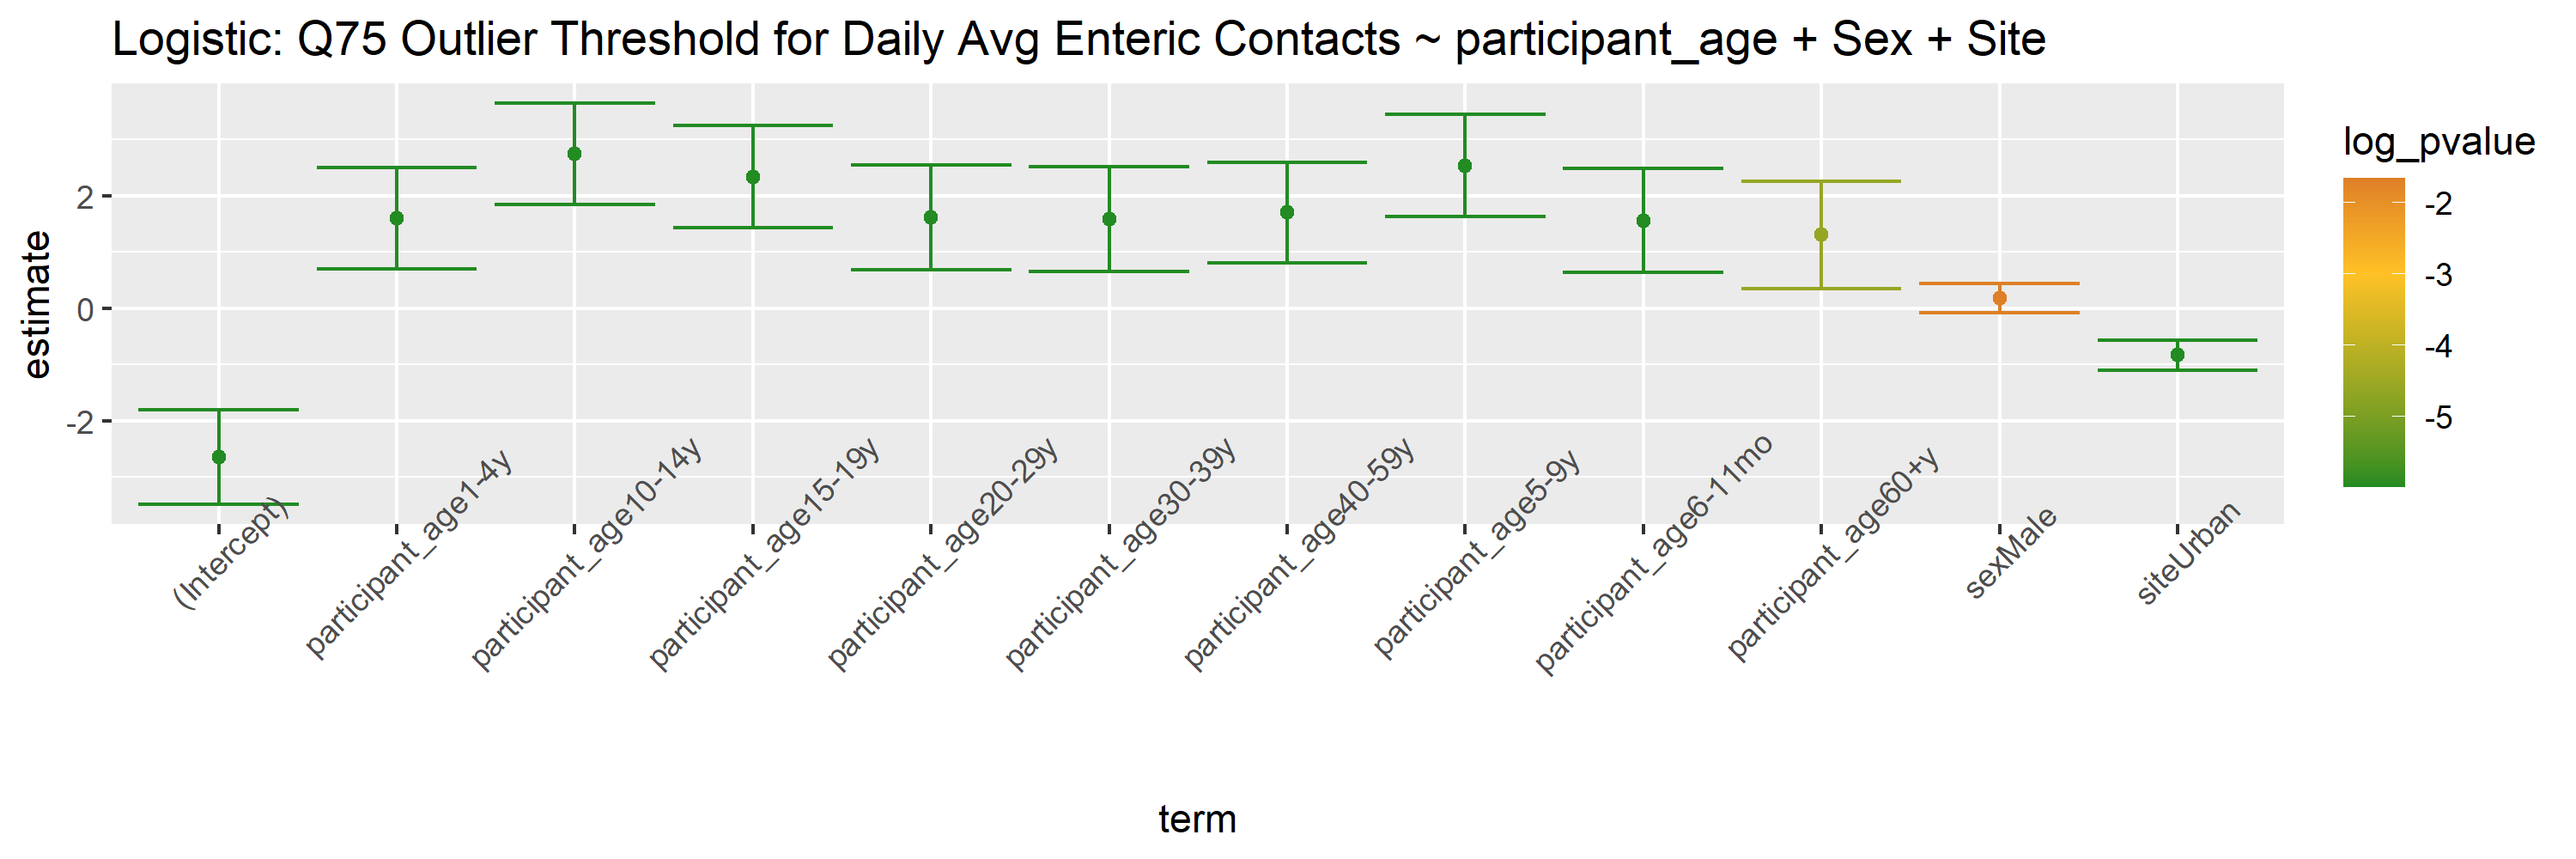 Logistic: Q75 Outlier Threshold for Daily Avg Enteric Contacts ~ participant_age + Sex + Site
estimate
2
0
-2
(Intercept)
participant_age1-4y
participant_age10-14y
participant_age15-19y
participant_age20-29y
participant_age30-39y
participant_age40-59y
participant_age5-9y
participant_age6-11mo
participant_age60+y
sexMale
siteUrban
term
log_pvalue
-2
-3
-4
-5